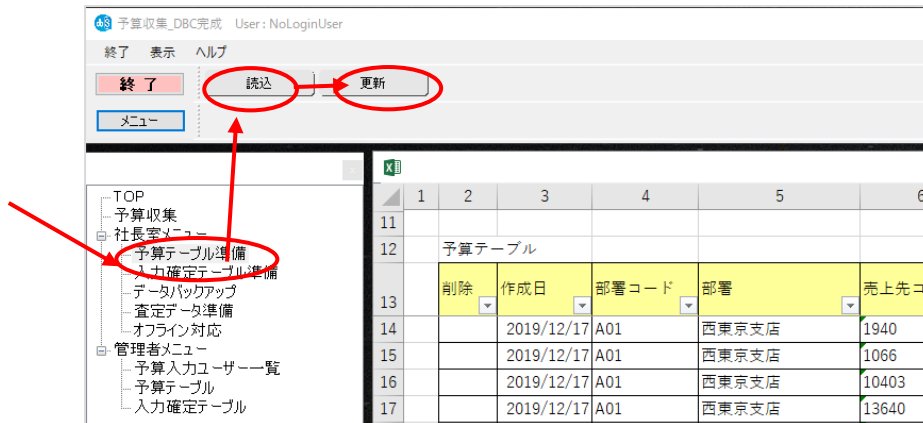 予算収集_DBC完成 User : NoLoginUser
終了 表示 ヘルプ
終 了 読込 更新
メニュー
TOP
予算収集
社長室メニュー
予算テーブル準備
入力確定テーブル準備
データバックアップ
査定データ準備
オフライン対応
管理者メニュー
予算入力ユーザー一覧
予算テーブル
入力確定テーブル
1 2 3 4 5 6
11
12 予算テーブル
13 削除 作成日 部署コード 部署 売上先コ
14 2019/12/17 A01 西東京支店 1940
15 2019/12/17 A01 西東京支店 1066
16 2019/12/17 A01 西東京支店 10403
17 2019/12/17 A01 西東京支店 13640